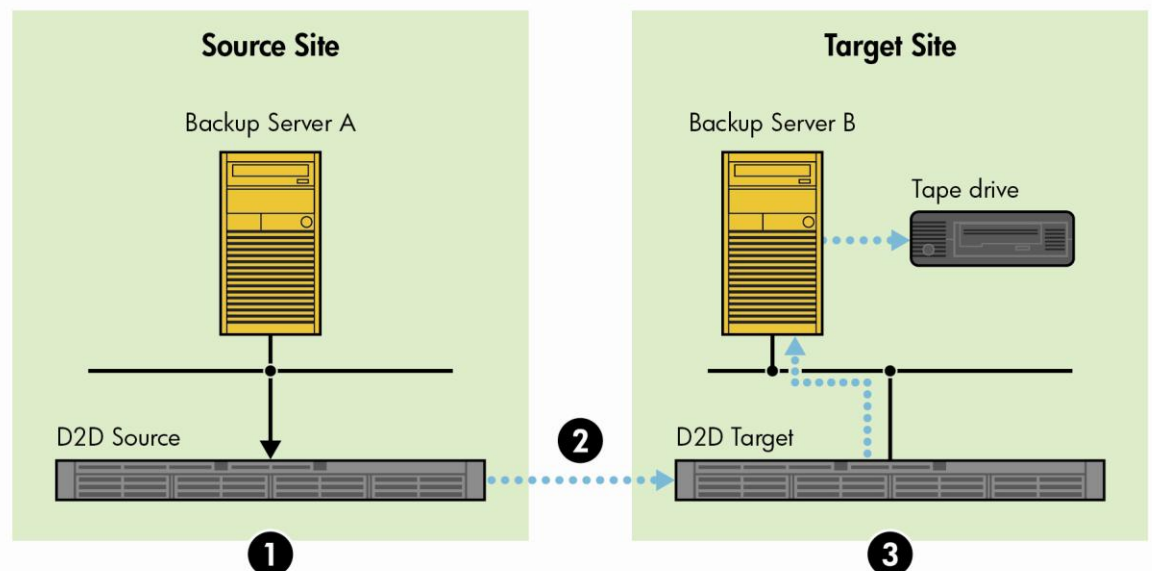 Source Site
Backup Server A
D2D Source
1
2
Target Site
Backup Server B
Tape drive
D2D Target
3